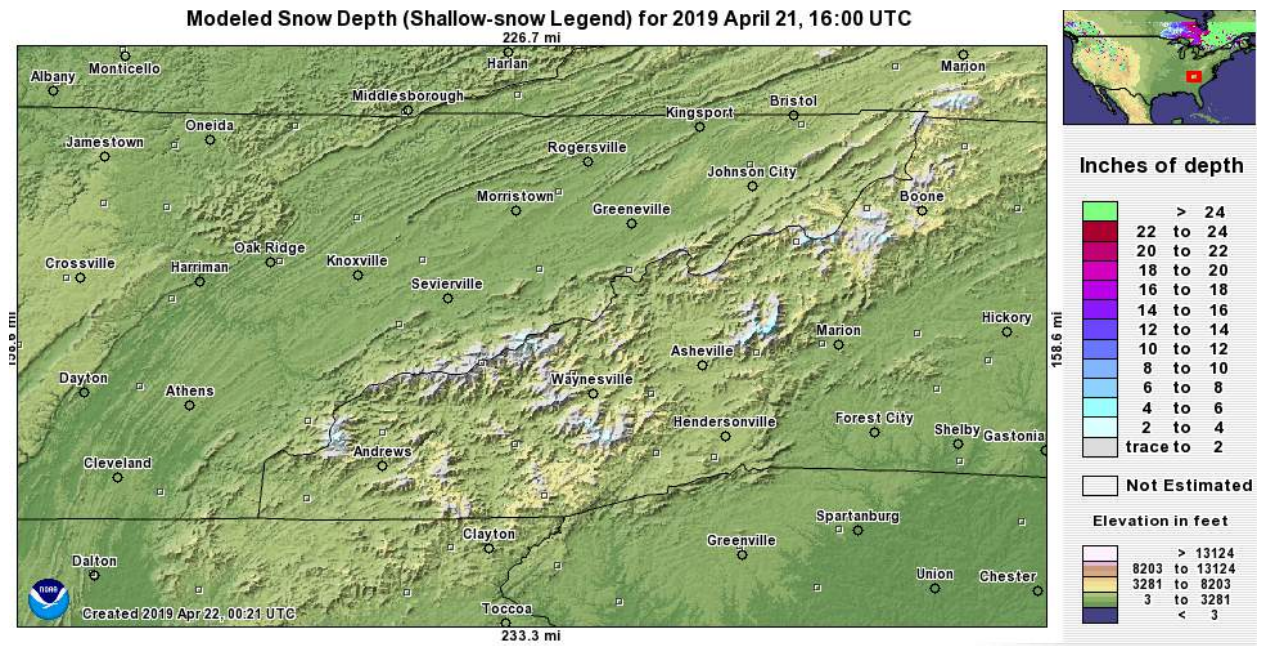 Modeled Snow Depth (Shallow-snow Legend) for 2019 April 21, 16:00 UTC
226.7 mi
Albany
Monticello
Harlan
Marion
Middlesborough
Kingsport
Bristol
Oneida
Jamestown
Rogersville
Johnson City
Morristown
Greeneville
Boone
Oak Ridge
Crossville
Harriman
Knoxville
Sevierville
Hickory
158.6 mi
158.6 mi
Marion
Asheville
Dayton
Athens
Waynesville
Hendersonville
Forest City
Shelby
Gastonia
Andrews
Cleveland
Spartanburg
Clayton
Greenville
Dalton
Union
Chester
NOAA
Created 2019 Apr 22, 00:21 UTC
Toccoa
233.3 mi
Inches of depth
> 24
22 to 24
20 to 22
18 to 20
16 to 18
14 to 16
12 to 14
10 to 12
8 to 10
6 to 8
4 to 6
2 to 4
trace to 2
Not Estimated
Elevation in feet
> 13124
8203 to 13124
3281 to 8203
3 to 3281
< 3